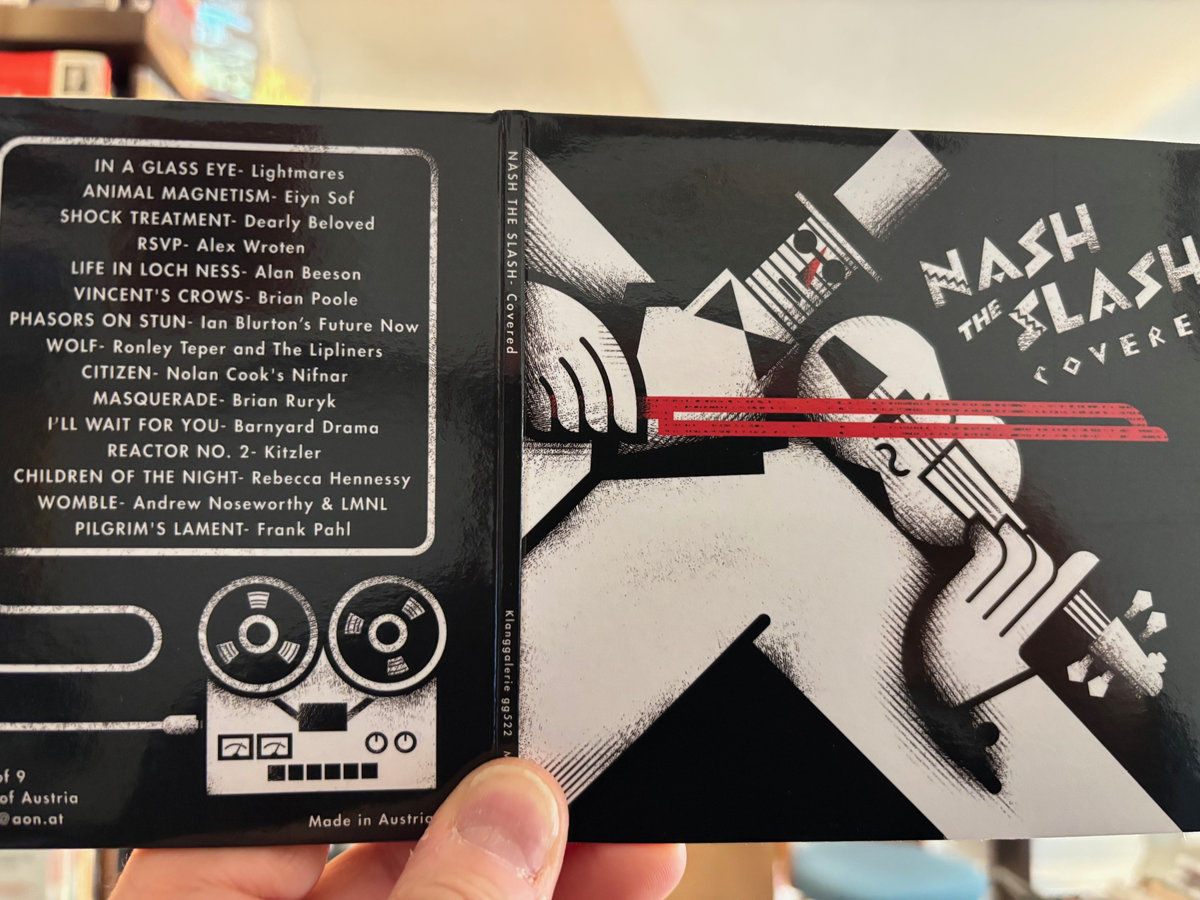 IN A GLASS EYE- Lightmares
ANIMAL MAGNETISM- Eiyn Sof
SHOCK TREATMENT- Dearly Beloved
RSVP- Alex Wroten
LIFE IN LOCH NESS- Alan Beeson
VINCENT'S CROWS- Brian Poole
PHASORS ON STUN- Ian Blurton's Future Now
WOLF- Ronley Teper and The Lipliners
CITIZEN- Nolan Cook's Nifnar
MASQUERADE- Brian Ruryk
I'LL WAIT FOR YOU- Barnyard Drama
REACTOR NO. 2- Kitzler
CHILDREN OF THE NIGHT- Rebecca Hennessy
WOMBLE- Andrew Noseworthy & LMNL
PILGRIM'S LAMENT- Frank Pahl
of 9
of Austria
@aon.at
Made in Austria
NASH THE SLASH- Covered
Klanggalerie gg522
NASH
THE SLASH
COVERE